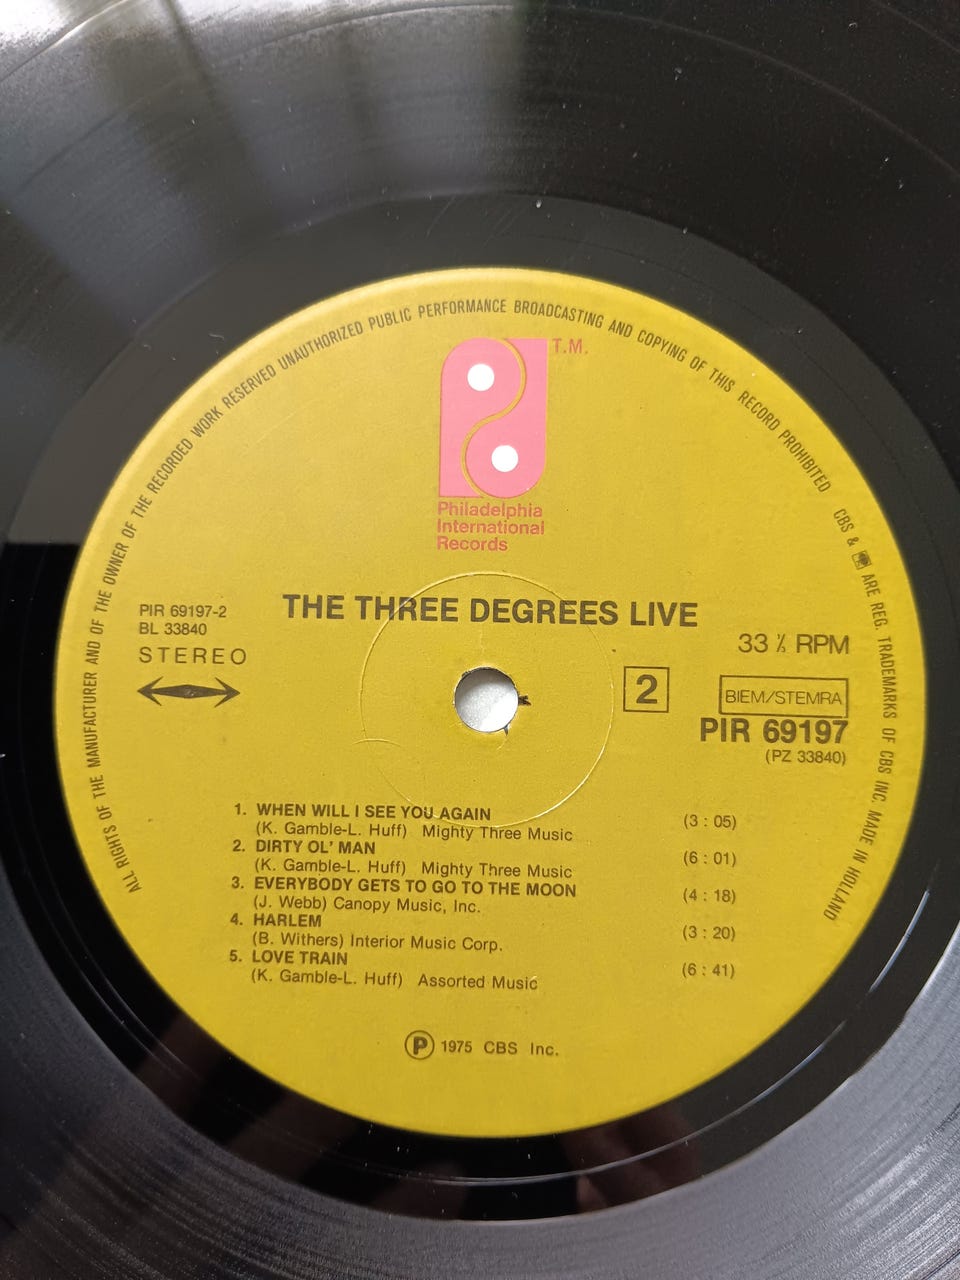 ALL RIGHTS OF THE MANUFACTURER AND OF THE OWNER OF THE RECORDED WORK RESERVED UNAUTHORIZED PUBLIC PERFORMANCE BROADCASTING AND COPYING OF THIS RECORD PROHIBITED
CBS & ARE REG. TRADEMARKS OF CBS INC. MADE IN HOLLAND
T.M.
Philadelphia
International
Records
THE THREE DEGREES LIVE
PIR 69197-2
BL 33840
STEREO
33 ⅓ RPM
2
BIEM/STEMRA
PIR 69197
(PZ 33840)
1. WHEN WILL I SEE YOU AGAIN
(K. Gamble-L. Huff) Mighty Three Music (3 : 05)
2. DIRTY OL' MAN
(K. Gamble-L. Huff) Mighty Three Music (6 : 01)
3. EVERYBODY GETS TO GO TO THE MOON
(J. Webb) Canopy Music, Inc. (4 : 18)
4. HARLEM
(B. Withers) Interior Music Corp. (3 : 20)
5. LOVE TRAIN
(K. Gamble-L. Huff) Assorted Music (6 : 41)
Ⓟ 1975 CBS Inc.